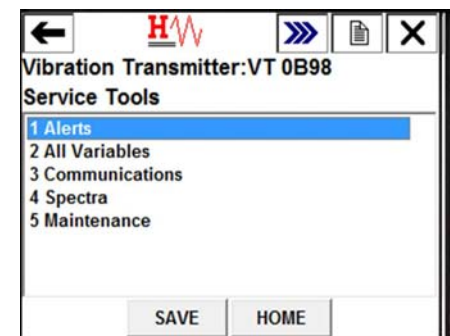 H
Vibration Transmitter:VT 0B98
Service Tools
1 Alerts
2 All Variables
3 Communications
4 Spectra
5 Maintenance
SAVE HOME